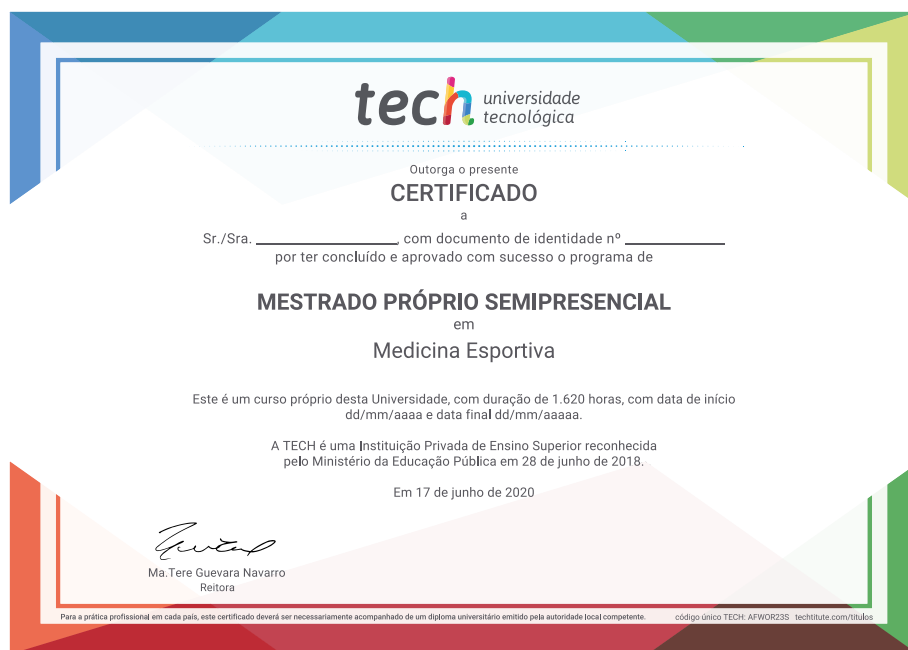 tech universidade
tecnológica
Outorga o presente
CERTIFICADO
a
Sr./Sra. ____________________, com documento de identidade nº ______________
por ter concluído e aprovado com sucesso o programa de
MESTRADO PRÓPRIO SEMIPRESENCIAL
em
Medicina Esportiva
Este é um curso próprio desta Universidade, com duração de 1.620 horas, com data de início
dd/mm/aaaa e data final dd/mm/aaaaa.
A TECH é uma Instituição Privada de Ensino Superior reconhecida
pelo Ministério da Educação Pública em 28 de junho de 2018.
Em 17 de junho de 2020
Ma.Tere Guevara Navarro
Reitora
Para a prática profissional em cada país, este certificado deverá ser necessariamente acompanhado de um diploma universitário emitido pela autoridade local competente. código único TECH: AFWOR23S techtitute.com/titulos